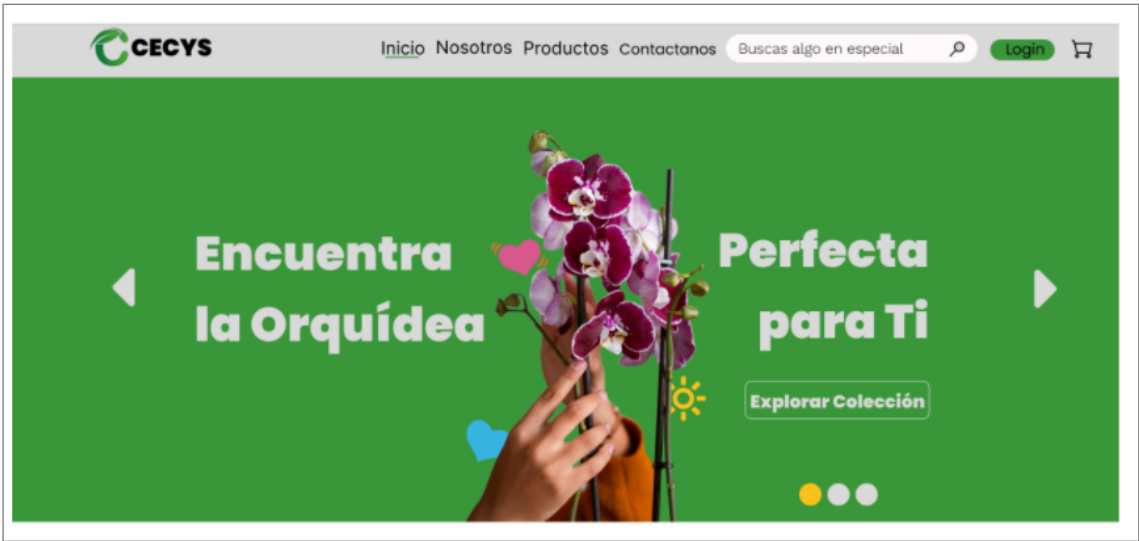 CECYS
Inicio Nosotros Productos Contactanos Buscas algo en especial Login
Encuentra
la Orquídea
Perfecta
para Ti
Explorar Colección